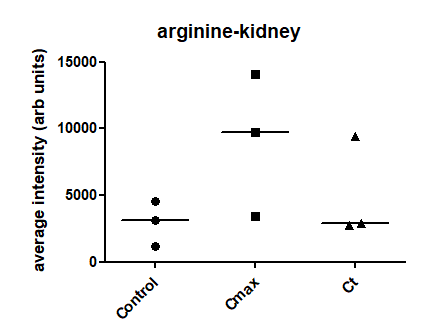 arginine-kidney
average intensity (arb units)
15000
10000
5000
0
Control
Cmax
Ct